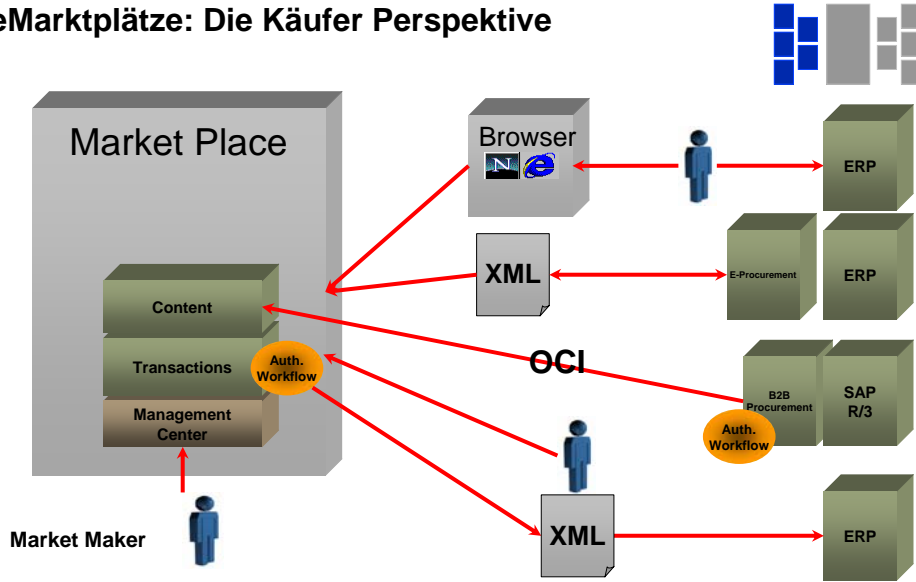 eMarktplätze: Die Käufer Perspektive
Market Place
Browser
N
ERP
XML
E-Procurement
ERP
Content
OCI
Transactions
Auth.
Workflow
B2B
Procurement
SAP
R/3
Auth.
Workflow
Management
Center
XML
ERP
Market Maker